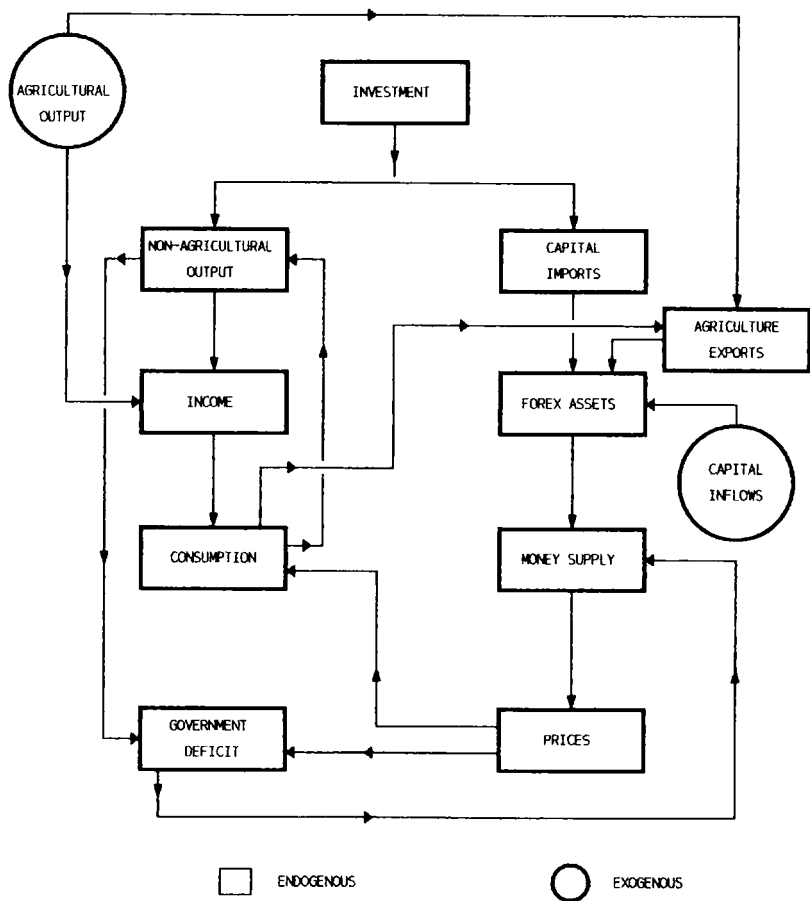 AGRICULTURAL
OUTPUT
INVESTMENT
NON-AGRICULTURAL
OUTPUT
CAPITAL
IMPORTS
AGRICULTURE
EXPORTS
INCOME
FOREX ASSETS
CAPITAL
INFLOWS
CONSUMPTION
MONEY SUPPLY
GOVERNMENT
DEFICIT
PRICES
ENDOGENOUS
EXOGENOUS